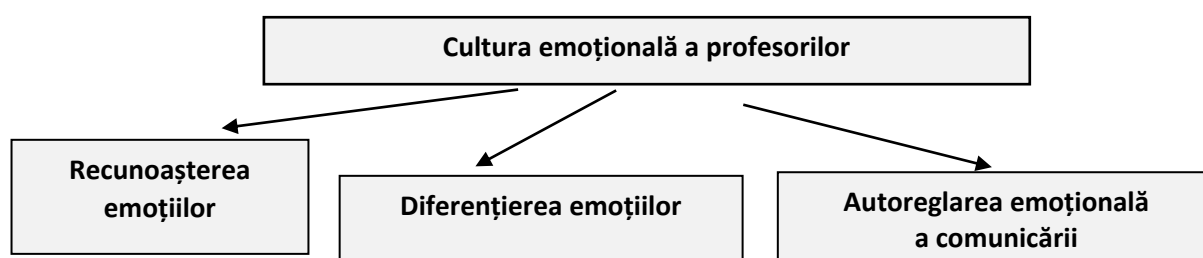 Cultura emoțională a profesorilor
Recunoașterea
emoțiilor
Diferențierea emoțiilor
Autoreglarea emoțională
a comunicării